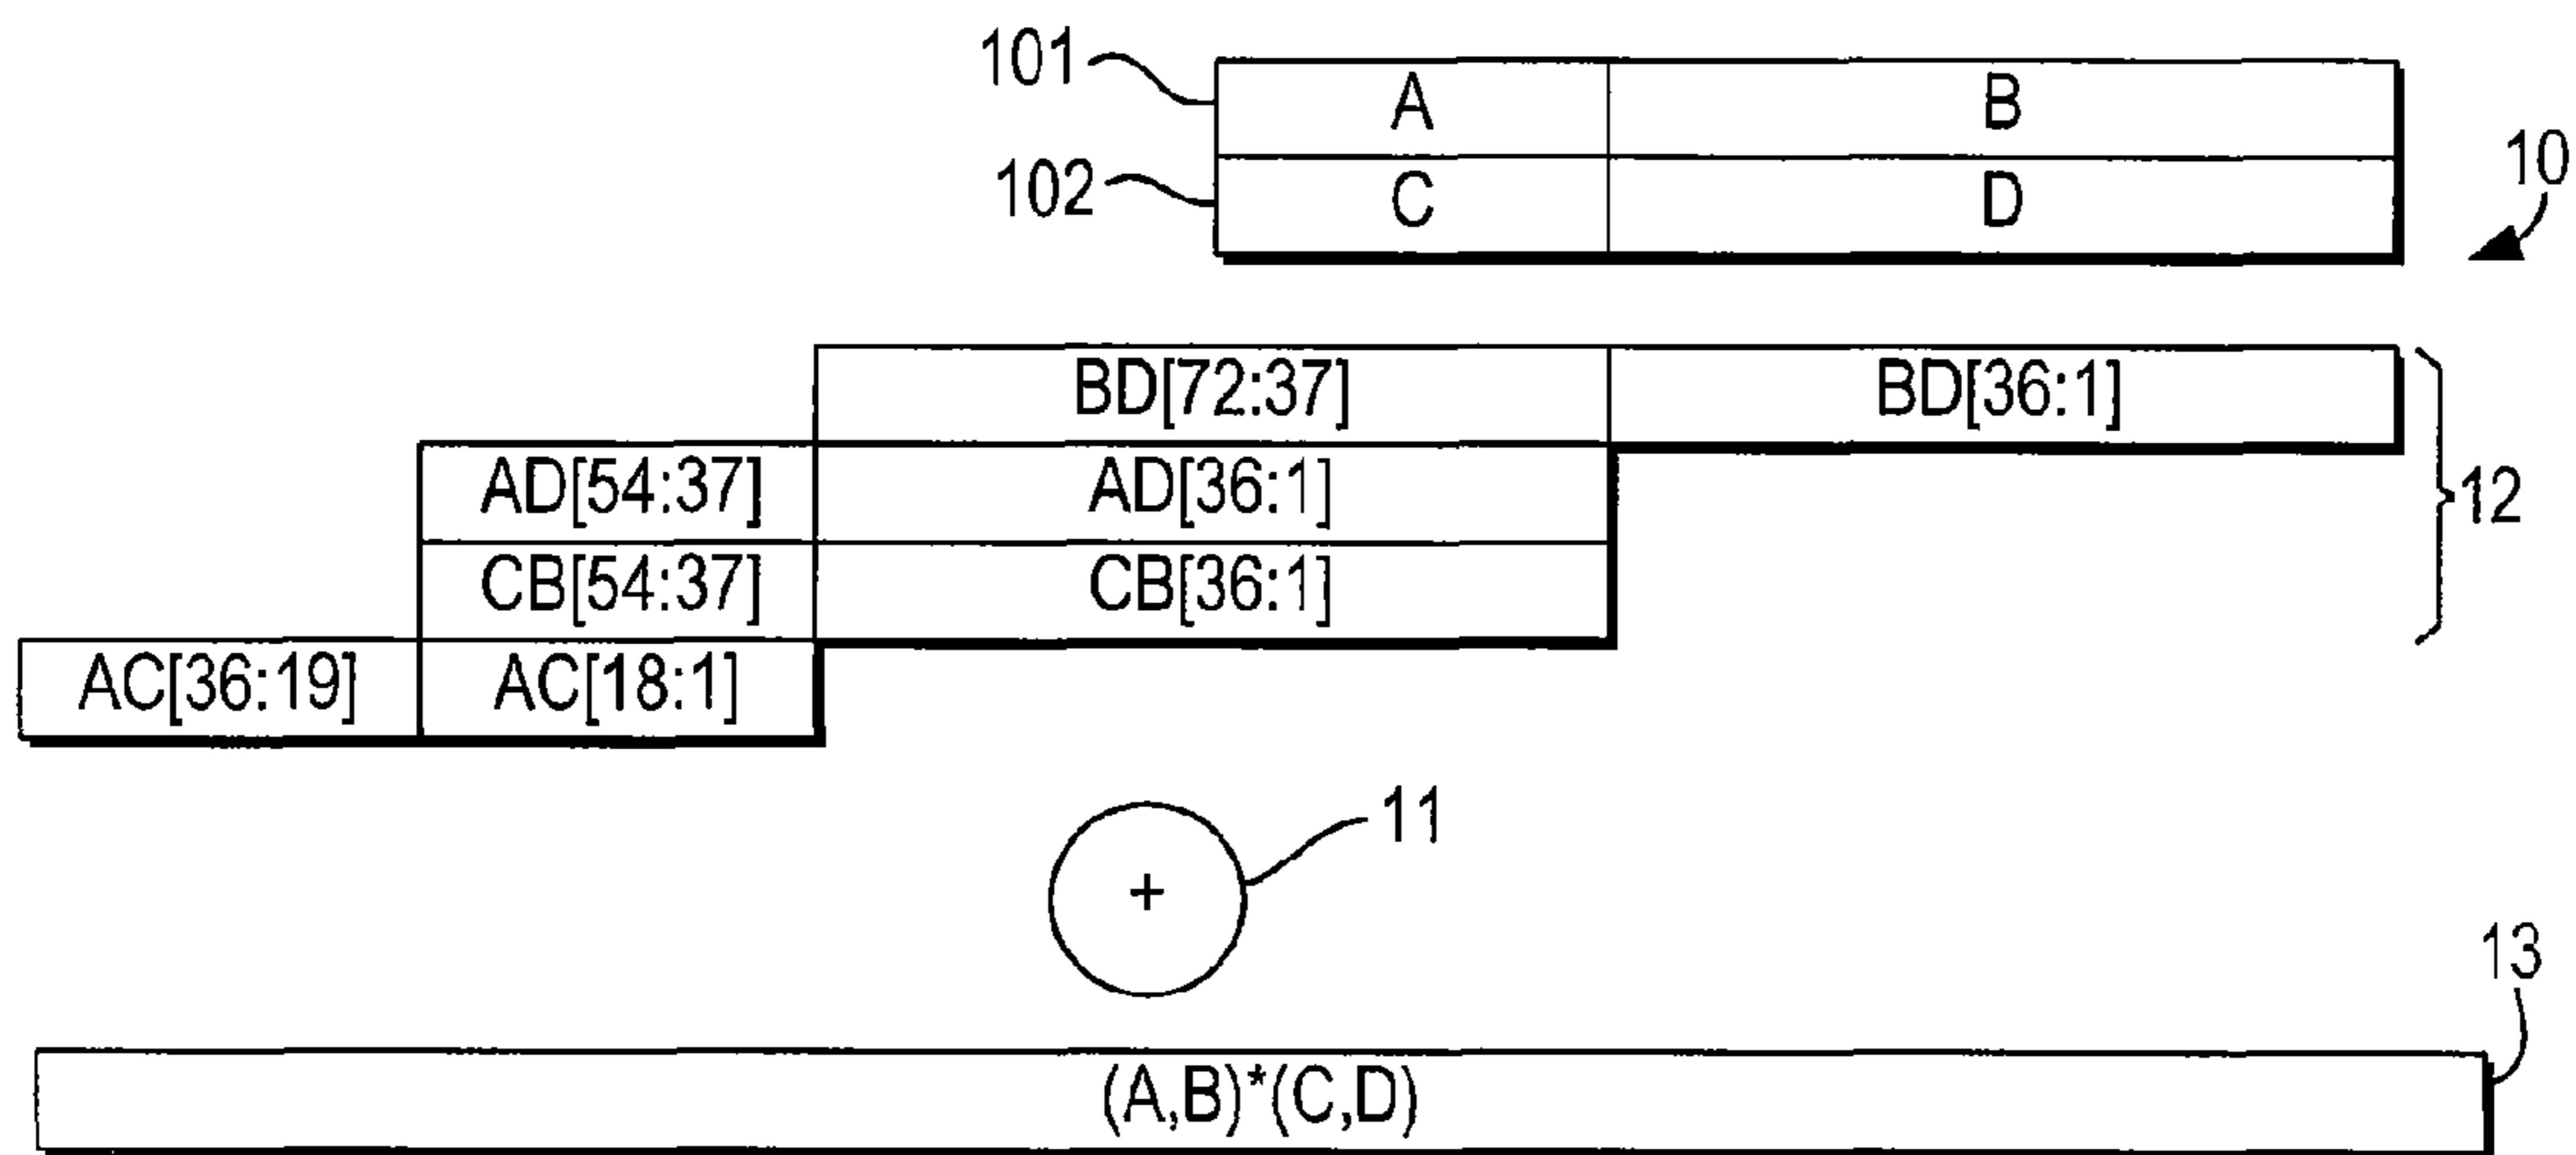 101 A B
102 C D
10
BD[72:37] BD[36:1]
AD[54:37] AD[36:1]
12
CB[54:37] CB[36:1]
AC[36:19] AC[18:1]
11
+
13
(A,B)*(C,D)